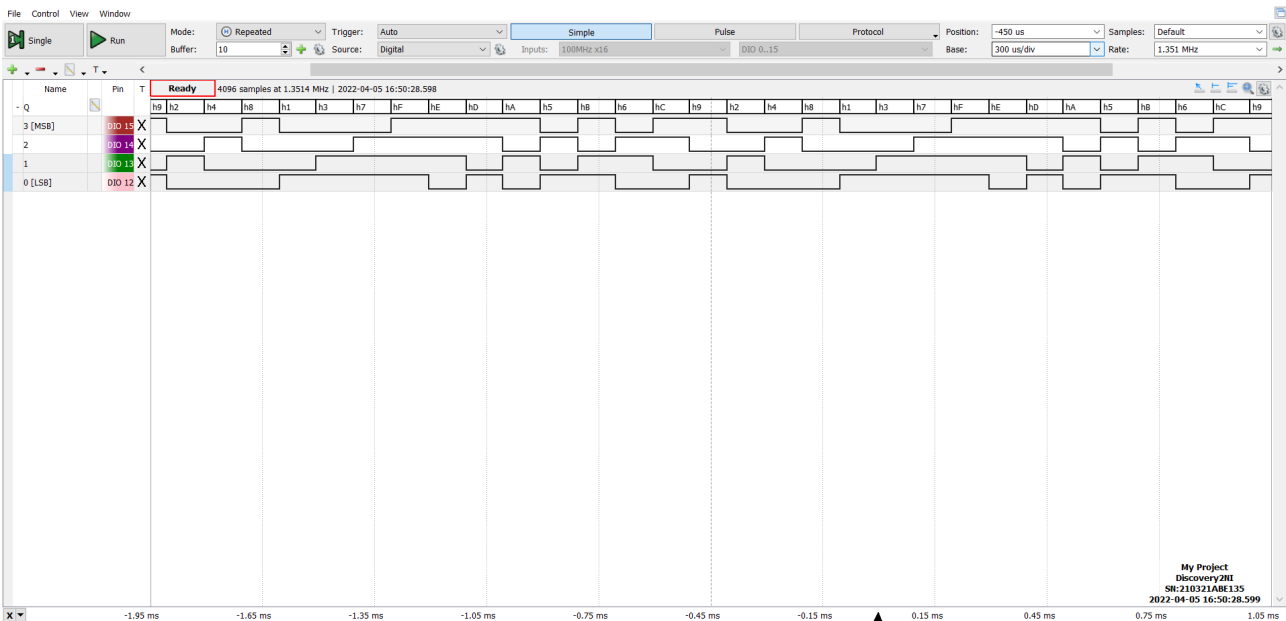 File Control View Window
Single Run Mode: Repeated Trigger: Auto Simple Pulse Protocol Position: -450 us Samples: Default
Buffer: 10 Source: Digital Inputs: 100MHz x16 DIO 0..15 Base: 300 us/div Rate: 1.351 MHz
T
Name Pin T Ready 4096 samples at 1.3514 MHz | 2022-04-05 16:50:28.598
- Q h9 h2 h4 h8 h1 h3 h7 hF hE hD hA h5 hB h6 hC h9 h2 h4 h8 h1 h3 h7 hF hE hD hA h5 hB h6 hC h9
3 [MSB] DIO 15 X
2 DIO 14 X
1 DIO 13 X
0 [LSB] DIO 12 X
My Project
Discovery2NI
SN:210321ABE135
2022-04-05 16:50:28.599
X -1.95 ms -1.65 ms -1.35 ms -1.05 ms -0.75 ms -0.45 ms -0.15 ms 0.15 ms 0.45 ms 0.75 ms 1.05 ms